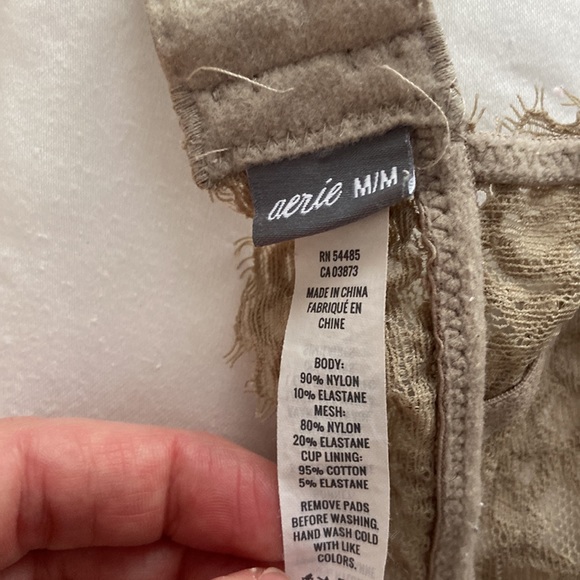 aerie M/M
RN 54485
CA 03873
MADE IN CHINA
FABRIQUÉ EN
CHINE
BODY:
90% NYLON
10% ELASTANE
MESH:
80% NYLON
20% ELASTANE
CUP LINING:
95% COTTON
5% ELASTANE
REMOVE PADS
BEFORE WASHING.
HAND WASH COLD
WITH LIKE
COLORS.